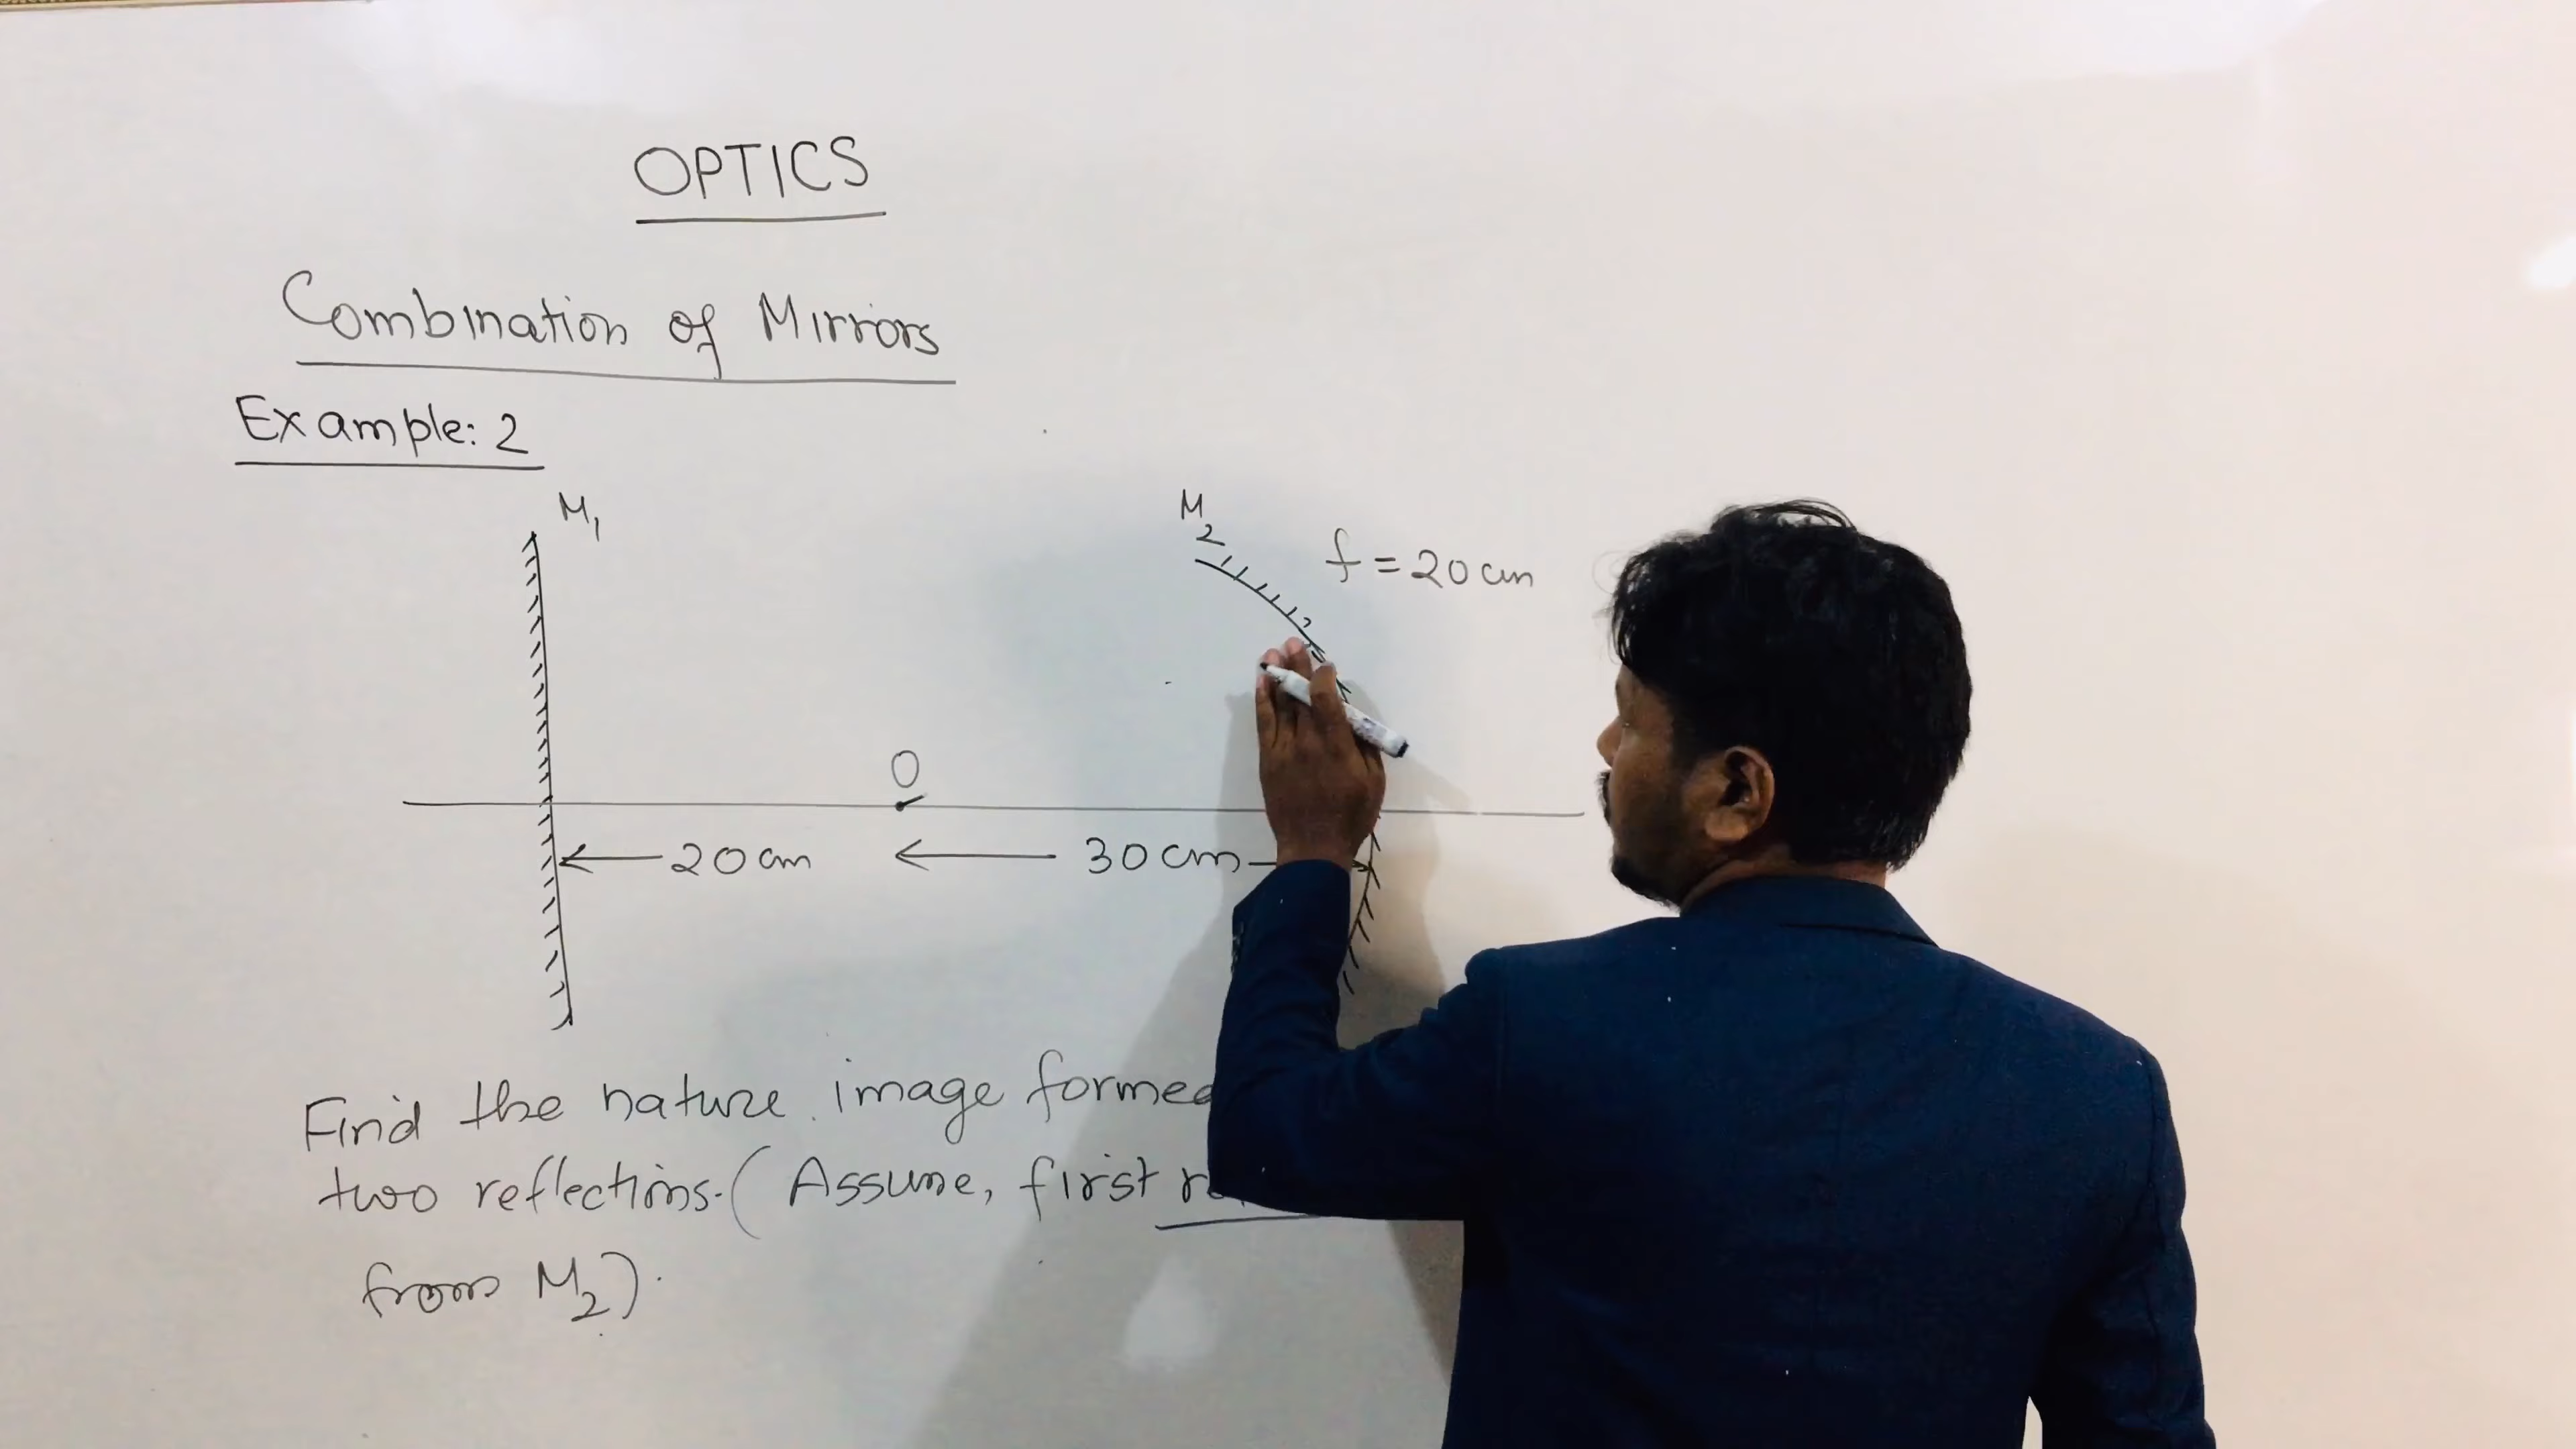 OPTICS
Combination of Mirrors
Example: 2
M1
M2
f = 20 cm
O
20 cm
30 cm
Find the nature image formed
two reflections. (Assume, first
from M2).